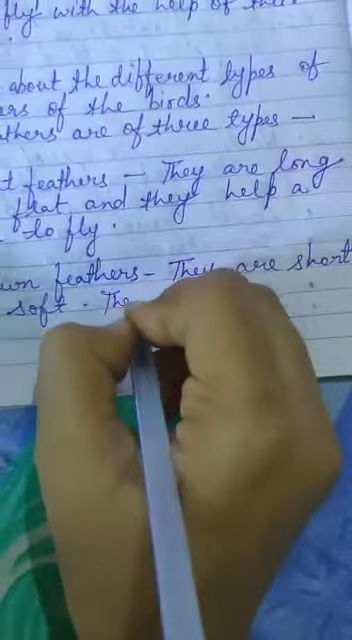 fly with the help of their
about the different types of
ers of the birds.
thers are of three types —
t feathers — They are long
flat and they help a
to fly.
wn feathers — They are short
soft. The